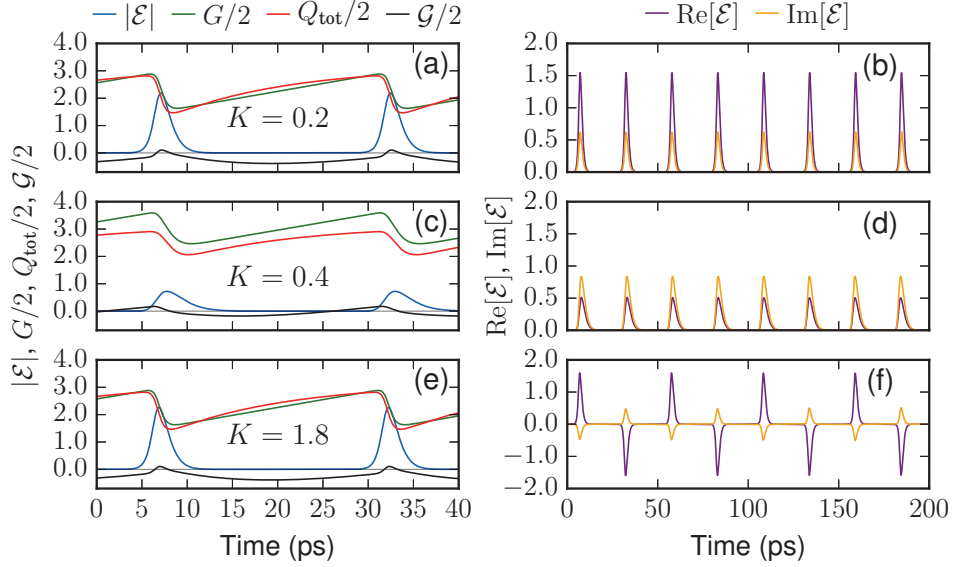 |ℰ| G/2 Q_tot/2 𝒢/2
Re[ℰ] Im[ℰ]
|ℰ|, G/2, Q_tot/2, 𝒢/2
4.0
3.0
2.0
1.0
0.0
(a)
K = 0.2
4.0
3.0
2.0
1.0
0.0
(c)
K = 0.4
4.0
3.0
2.0
1.0
0.0
(e)
K = 1.8
0 5 10 15 20 25 30 35 40
Time (ps)
Re[ℰ], Im[ℰ]
2.0
1.5
1.0
0.5
0.0
(b)
2.0
1.5
1.0
0.5
0.0
(d)
2.0
1.0
0.0
−1.0
−2.0
(f)
0 50 100 150 200
Time (ps)